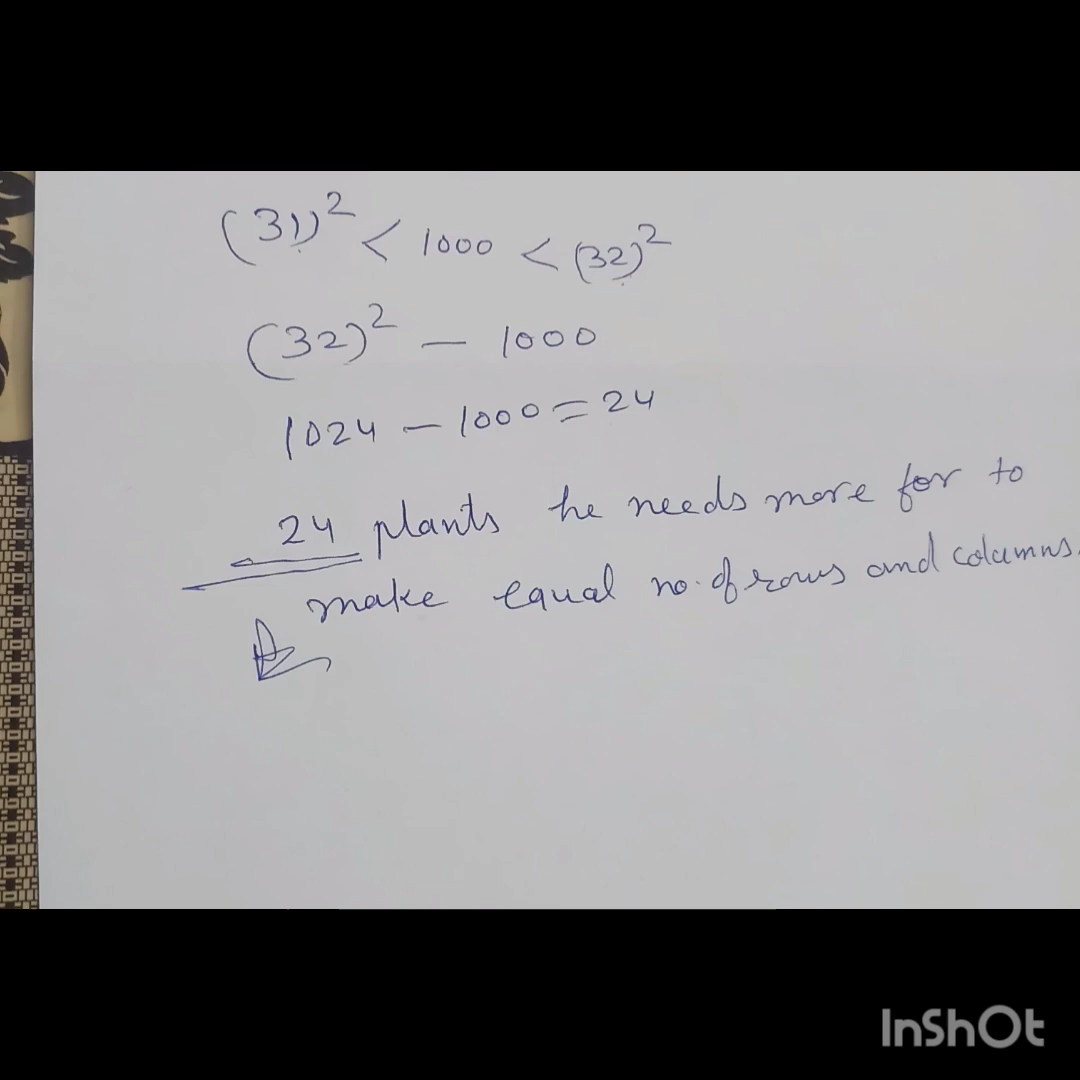 (31)² < 1000 < (32)²
(32)² - 1000
1024 - 1000 = 24
24 plants he needs more for to
make equal no. of rows and columns.
InShOt